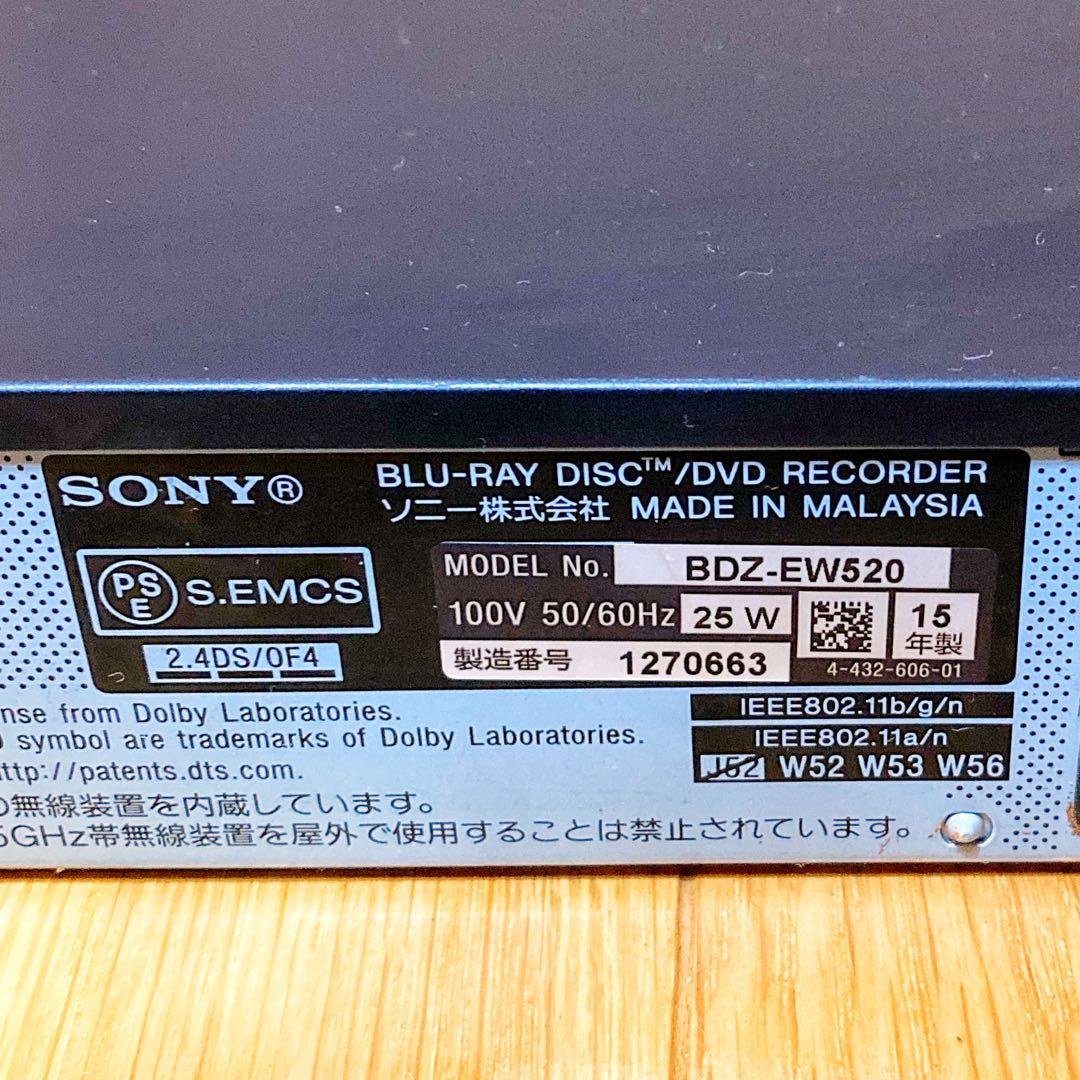 SONY®
BLU-RAY DISC™/DVD RECORDER
ソニー株式会社 MADE IN MALAYSIA
PSE S.EMCS
2.4DS/OF4
MODEL No. BDZ-EW520
100V 50/60Hz 25 W
15年製
製造番号 1270663
4-432-606-01
IEEE802.11b/g/n
IEEE802.11a/n
J52 W52 W53 W56
nse from Dolby Laboratories.
symbol are trademarks of Dolby Laboratories.
ttp://patents.dts.com.
の無線装置を内蔵しています。
5GHz帯無線装置を屋外で使用することは禁止されています。